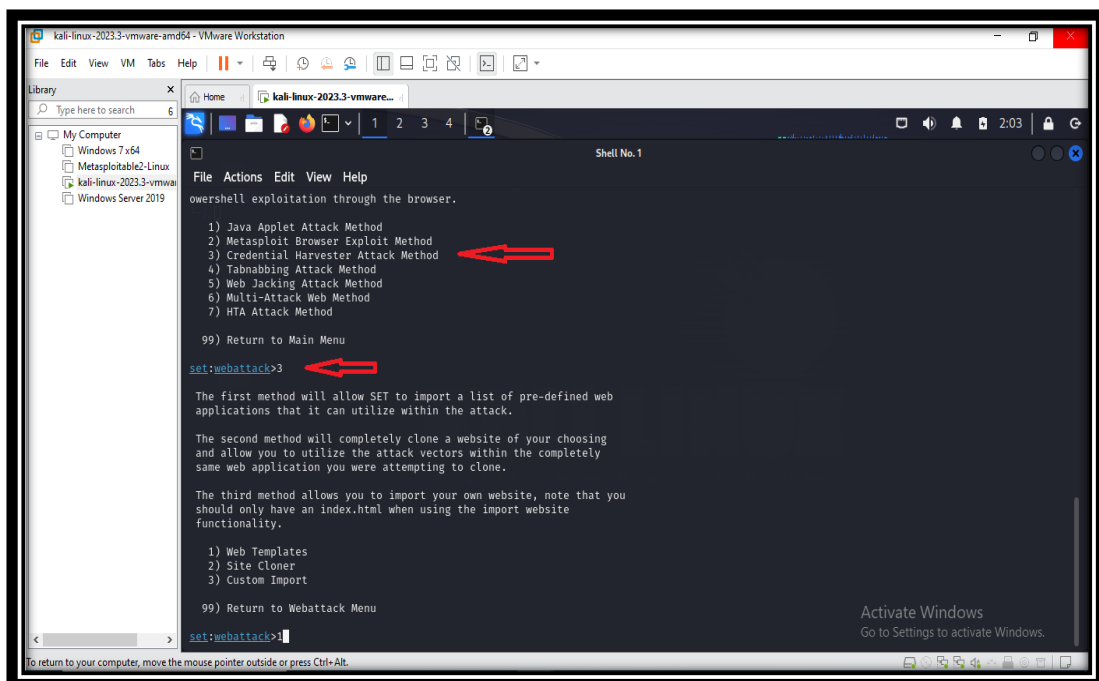 kali-linux-2023.3-vmware-amd64 - VMware Workstation
File Edit View VM Tabs Help
Library
Home
kali-linux-2023.3-vmware...
Type here to search
6
1 2 3 4
2
2:03
My Computer
Windows 7 x64
Metasploitable2-Linux
kali-linux-2023.3-vmwar
Windows Server 2019
Shell No. 1
File Actions Edit View Help
owershell exploitation through the browser.
1) Java Applet Attack Method
2) Metasploit Browser Exploit Method
3) Credential Harvester Attack Method
4) Tabnabbing Attack Method
5) Web Jacking Attack Method
6) Multi-Attack Web Method
7) HTA Attack Method
99) Return to Main Menu
set:webattack>3
The first method will allow SET to import a list of pre-defined web
applications that it can utilize within the attack.
The second method will completely clone a website of your choosing
and allow you to utilize the attack vectors within the completely
same web application you were attempting to clone.
The third method allows you to import your own website, note that you
should only have an index.html when using the import website
functionality.
1) Web Templates
2) Site Cloner
3) Custom Import
99) Return to Webattack Menu
set:webattack>1
Activate Windows
Go to Settings to activate Windows.
To return to your computer, move the mouse pointer outside or press Ctrl+Alt.